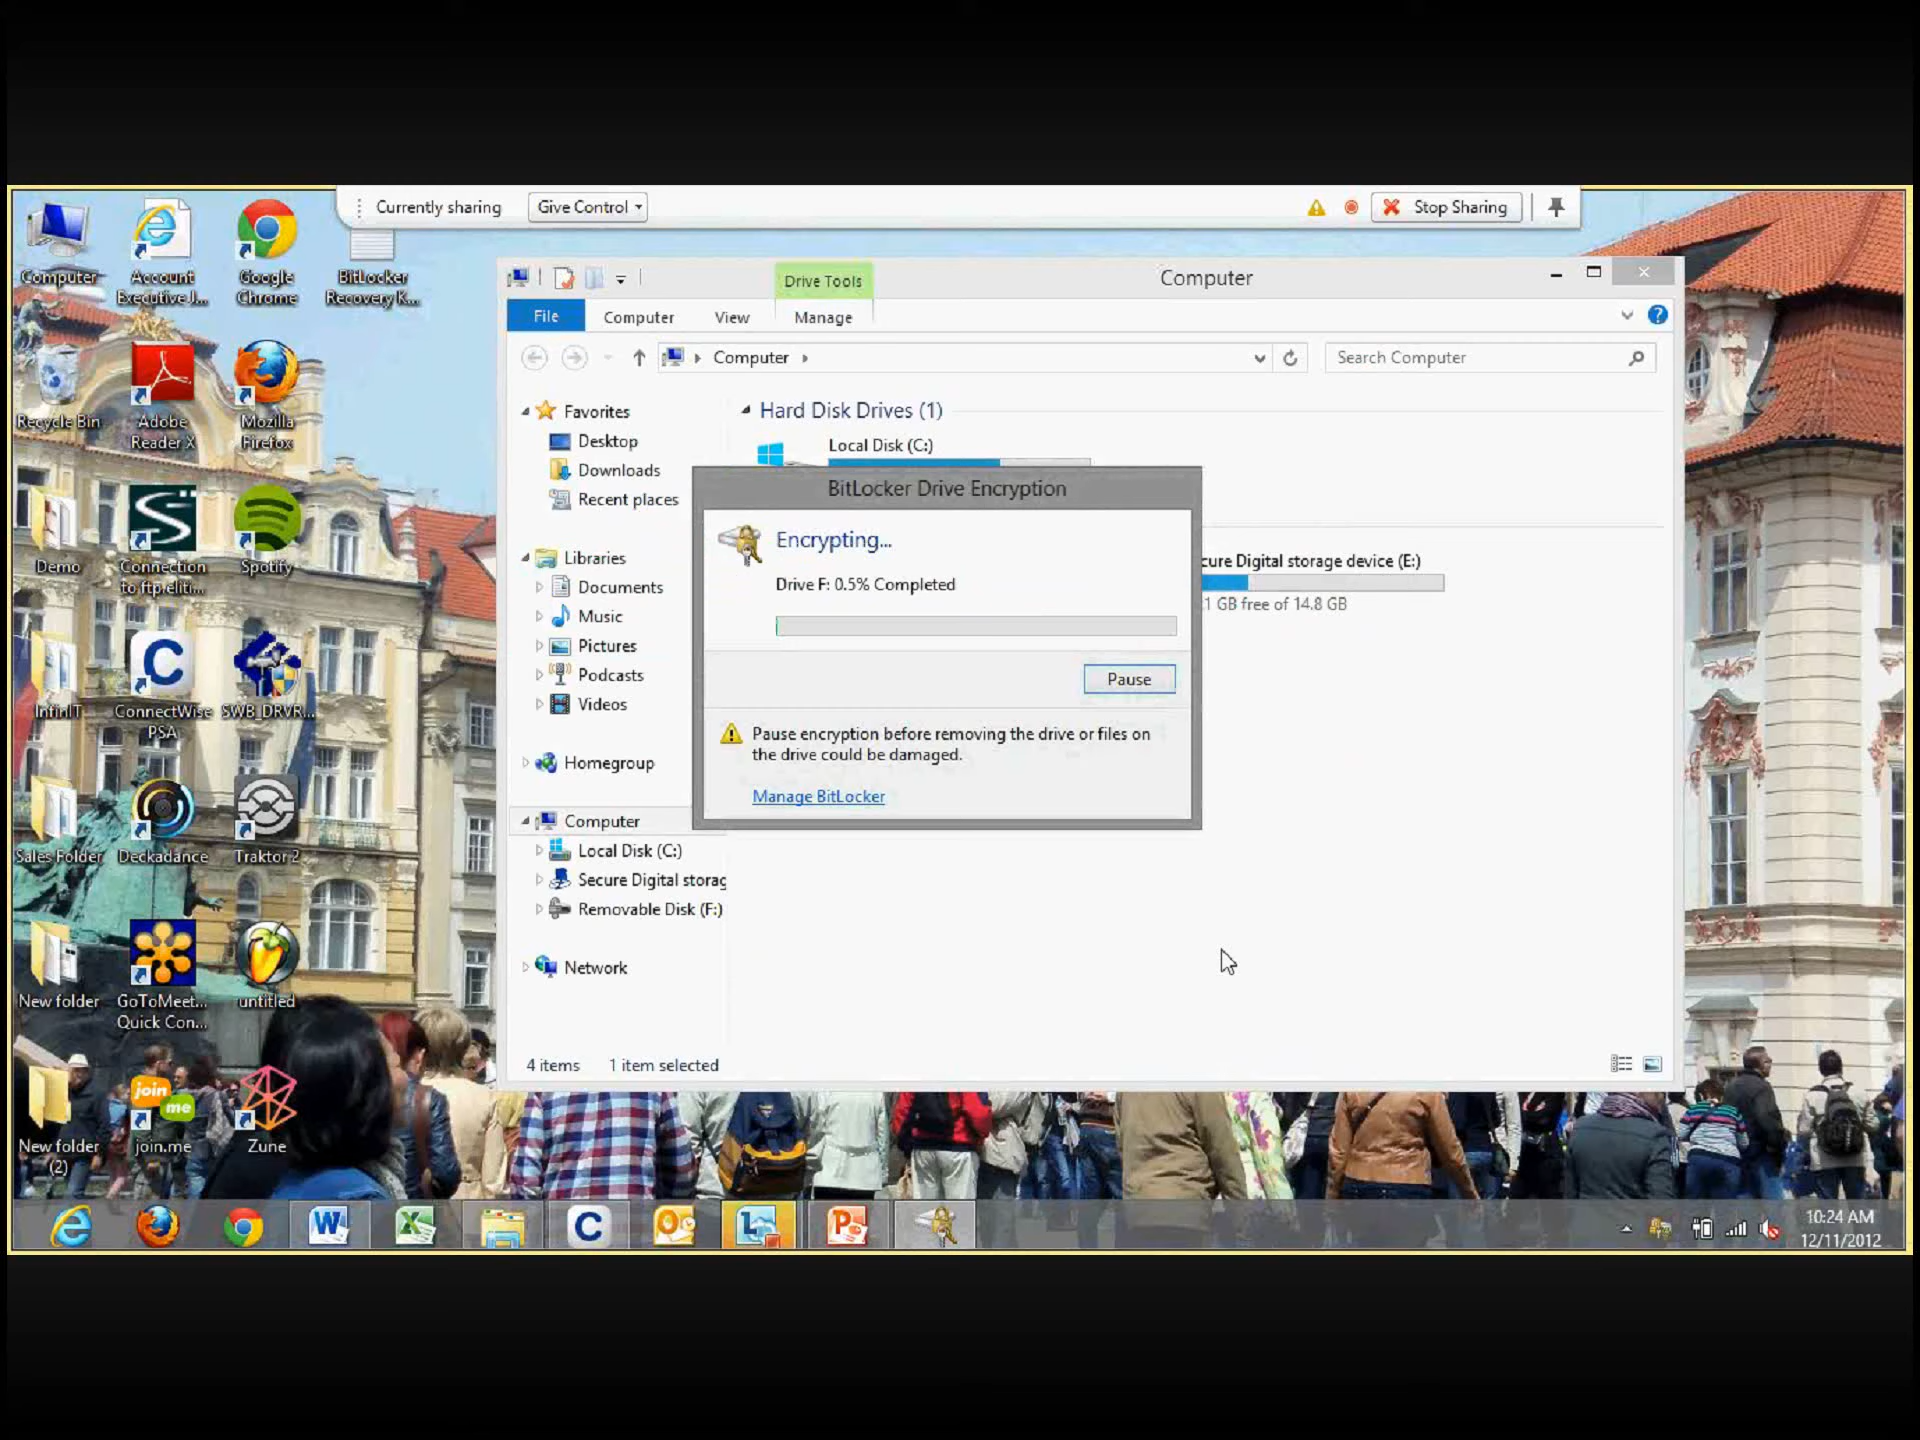 Currently sharing
Give Control
Stop Sharing
Computer
Account
Executive J...
Google
Chrome
BitLocker
Recovery K...
Recycle Bin
Adobe
Reader X
Mozilla
Firefox
Demo
Connection
to ftp.eliti...
Spotify
InfinIT
ConnectWise
PSA
SWB_DRVR...
Sales Folder
Deckadance
Traktor 2
New folder
GoToMeet...
Quick Con...
untitled
New folder
(2)
join
me
join.me
Zune
Drive Tools
Computer
File
Computer
View
Manage
Computer
Search Computer
Favorites
Desktop
Downloads
Recent places
Libraries
Documents
Music
Pictures
Podcasts
Videos
Homegroup
Computer
Local Disk (C:)
Secure Digital storag
Removable Disk (F:)
Network
Hard Disk Drives (1)
Local Disk (C:)
cure Digital storage device (E:)
1 GB free of 14.8 GB
BitLocker Drive Encryption
Encrypting...
Drive F: 0.5% Completed
Pause
Pause encryption before removing the drive or files on
the drive could be damaged.
Manage BitLocker
4 items
1 item selected
10:24 AM
12/11/2012